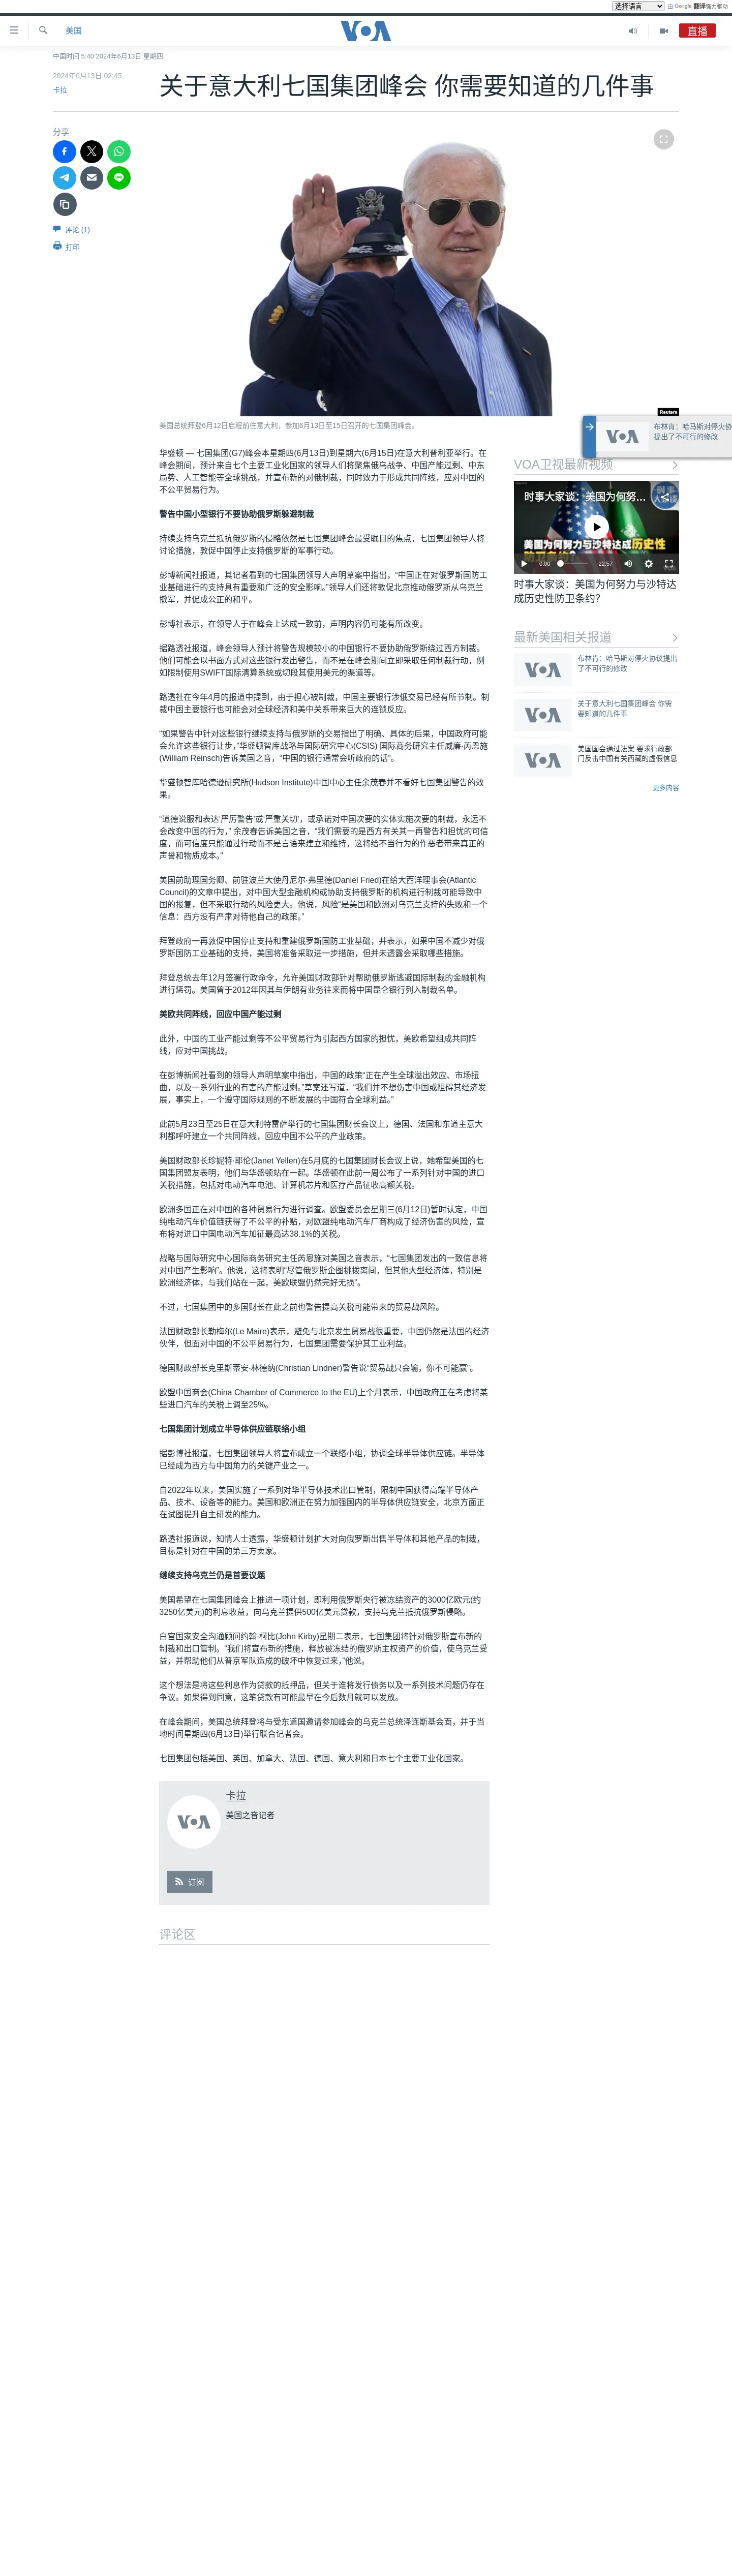 选择语言 由 Google 翻译强力驱动
美国
VOA
直播
中国时间 5:40 2024年6月13日 星期四
2024年6月13日 02:45
卡拉
关于意大利七国集团峰会 你需要知道的几件事
分享
评论 (1)
打印
Reuters
美国总统拜登6月12日启程前往意大利，参加6月13日至15日召开的七国集团峰会。
布林肯：哈马斯对停火协
提出了不可行的修改
华盛顿 — 七国集团(G7)峰会本星期四(6月13日)到星期六(6月15日)在意大利普利亚举行。在
峰会期间，预计来自七个主要工业化国家的领导人们将聚焦俄乌战争、中国产能过剩、中东
局势、人工智能等全球挑战，并宣布新的对俄制裁，同时致力于形成共同阵线，应对中国的
不公平贸易行为。
警告中国小型银行不要协助俄罗斯躲避制裁
持续支持乌克兰抵抗俄罗斯的侵略依然是七国集团峰会最受瞩目的焦点，七国集团领导人将
讨论措施，敦促中国停止支持俄罗斯的军事行动。
彭博新闻社报道，其记者看到的七国集团领导人声明草案中指出，“中国正在对俄罗斯国防工
业基础进行的支持具有重要和广泛的安全影响。”领导人们还将敦促北京推动俄罗斯从乌克兰
撤军，并促成公正的和平。
彭博社表示，在领导人于在峰会上达成一致前，声明内容仍可能有所改变。
据路透社报道，峰会领导人预计将警告规模较小的中国银行不要协助俄罗斯绕过西方制裁。
他们可能会以书面方式对这些银行发出警告，而不是在峰会期间立即采取任何制裁行动，例
如限制使用SWIFT国际清算系统或切段其使用美元的渠道等。
路透社在今年4月的报道中提到，由于担心被制裁，中国主要银行涉俄交易已经有所节制。制
裁中国主要银行也可能会对全球经济和美中关系带来巨大的连锁反应。
“如果警告中针对这些银行继续支持与俄罗斯的交易指出了明确、具体的后果，中国政府可能
会允许这些银行让步，”华盛顿智库战略与国际研究中心(CSIS) 国际商务研究主任威廉·芮恩施
(William Reinsch)告诉美国之音，“中国的银行通常会听政府的话”。
华盛顿智库哈德逊研究所(Hudson Institute)中国中心主任余茂春并不看好七国集团警告的效
果。
“道德说服和表达‘严厉警告’或‘严重关切’，或承诺对中国次要的实体实施次要的制裁，永远不
会改变中国的行为，” 余茂春告诉美国之音，“我们需要的是西方有关其一再警告和担忧的可信
度，而可信度只能通过行动而不是言语来建立和维持，这将给不当行为的作恶者带来真正的
声誉和物质成本。”
美国前助理国务卿、前驻波兰大使丹尼尔·弗里德(Daniel Fried)在给大西洋理事会(Atlantic
Council)的文章中提出，对中国大型金融机构或协助支持俄罗斯的机构进行制裁可能导致中
国的报复，但不采取行动的风险更大。他说，风险“是美国和欧洲对乌克兰支持的失败和一个
信息：西方没有严肃对待他自己的政策。”
拜登政府一再敦促中国停止支持和重建俄罗斯国防工业基础，并表示，如果中国不减少对俄
罗斯国防工业基础的支持，美国将准备采取进一步措施，但并未透露会采取哪些措施。
拜登总统去年12月签署行政命令，允许美国财政部针对帮助俄罗斯逃避国际制裁的金融机构
进行惩罚。美国曾于2012年因其与伊朗有业务往来而将中国昆仑银行列入制裁名单。
美欧共同阵线，回应中国产能过剩
此外，中国的工业产能过剩等不公平贸易行为引起西方国家的担忧，美欧希望组成共同阵
线，应对中国挑战。
在彭博新闻社看到的领导人声明草案中指出，中国的政策“正在产生全球溢出效应、市场扭
曲，以及一系列行业的有害的产能过剩。”草案还写道，“我们并不想伤害中国或阻碍其经济发
展，事实上，一个遵守国际规则的不断发展的中国符合全球利益。”
此前5月23日至25日在意大利特雷萨举行的七国集团财长会议上，德国、法国和东道主意大
利都呼吁建立一个共同阵线，回应中国不公平的产业政策。
美国财政部长珍妮特·耶伦(Janet Yellen)在5月底的七国集团财长会议上说，她希望美国的七
国集团盟友表明，他们与华盛顿站在一起。华盛顿在此前一周公布了一系列针对中国的进口
关税措施，包括对电动汽车电池、计算机芯片和医疗产品征收高额关税。
欧洲多国正在对中国的各种贸易行为进行调查。欧盟委员会星期三(6月12日)暂时认定，中国
纯电动汽车价值链获得了不公平的补贴，对欧盟纯电动汽车厂商构成了经济伤害的风险，宣
布将对进口中国电动汽车加征最高达38.1%的关税。
战略与国际研究中心国际商务研究主任芮恩施对美国之音表示，“七国集团发出的一致信息将
对中国产生影响”。他说，这将表明“尽管俄罗斯企图挑拨离间，但其他大型经济体，特别是
欧洲经济体，与我们站在一起，美欧联盟仍然完好无损”。
不过，七国集团中的多国财长在此之前也警告提高关税可能带来的贸易战风险。
法国财政部长勒梅尔(Le Maire)表示，避免与北京发生贸易战很重要，中国仍然是法国的经济
伙伴，但面对中国的不公平贸易行为，七国集团需要保护其工业利益。
德国财政部长克里斯蒂安·林德纳(Christian Lindner)警告说“贸易战只会输，你不可能赢”。
欧盟中国商会(China Chamber of Commerce to the EU)上个月表示，中国政府正在考虑将某
些进口汽车的关税上调至25%。
七国集团计划成立半导体供应链联络小组
据彭博社报道，七国集团领导人将宣布成立一个联络小组，协调全球半导体供应链。半导体
已经成为西方与中国角力的关键产业之一。
自2022年以来，美国实施了一系列对华半导体技术出口管制，限制中国获得高端半导体产
品、技术、设备等的能力。美国和欧洲正在努力加强国内的半导体供应链安全，北京方面正
在试图提升自主研发的能力。
路透社报道说，知情人士透露，华盛顿计划扩大对向俄罗斯出售半导体和其他产品的制裁，
目标是针对在中国的第三方卖家。
继续支持乌克兰仍是首要议题
美国希望在七国集团峰会上推进一项计划，即利用俄罗斯央行被冻结资产的3000亿欧元(约
3250亿美元)的利息收益，向乌克兰提供500亿美元贷款，支持乌克兰抵抗俄罗斯侵略。
白宫国家安全沟通顾问约翰·柯比(John Kirby)星期二表示，七国集团将针对俄罗斯宣布新的
制裁和出口管制。“我们将宣布新的措施，释放被冻结的俄罗斯主权资产的价值，使乌克兰受
益，并帮助他们从普京军队造成的破坏中恢复过来，”他说。
这个想法是将这些利息作为贷款的抵押品，但关于谁将发行债务以及一系列技术问题仍存在
争议。如果得到同意，这笔贷款有可能最早在今后数月就可以发放。
在峰会期间，美国总统拜登将与受东道国邀请参加峰会的乌克兰总统泽连斯基会面，并于当
地时间星期四(6月13日)举行联合记者会。
七国集团包括美国、英国、加拿大、法国、德国、意大利和日本七个主要工业化国家。
卡拉
VOA
美国之音记者
订阅
评论区
VOA卫视最新视频
时事大家谈：美国为何努...
美国为何努力与沙特达成历史性
0:00
22:57
时事大家谈：美国为何努力与沙特达
成历史性防卫条约？
最新美国相关报道
VOA
布林肯：哈马斯对停火协议提出
了不可行的修改
VOA
关于意大利七国集团峰会 你需
要知道的几件事
VOA
美国国会通过法案 要求行政部
门反击中国有关西藏的虚假信息
更多内容